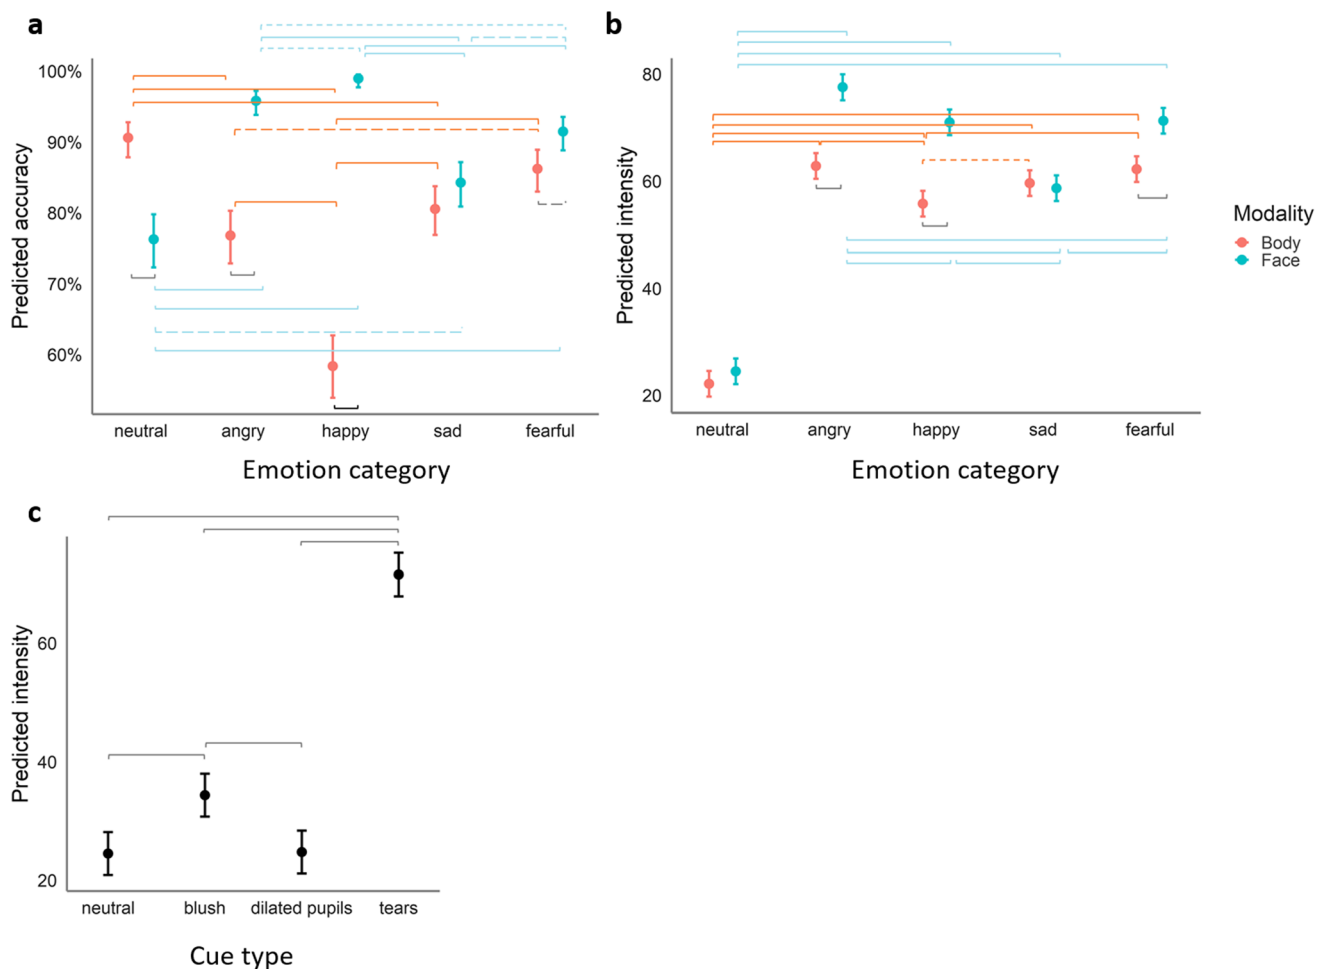 a
100%
90%
80%
70%
60%
Predicted accuracy
neutral angry happy sad fearful
Emotion category
b
80
60
40
20
Predicted intensity
neutral angry happy sad fearful
Emotion category
Modality
Body
Face
c
60
40
20
Predicted intensity
neutral blush dilated pupils tears
Cue type